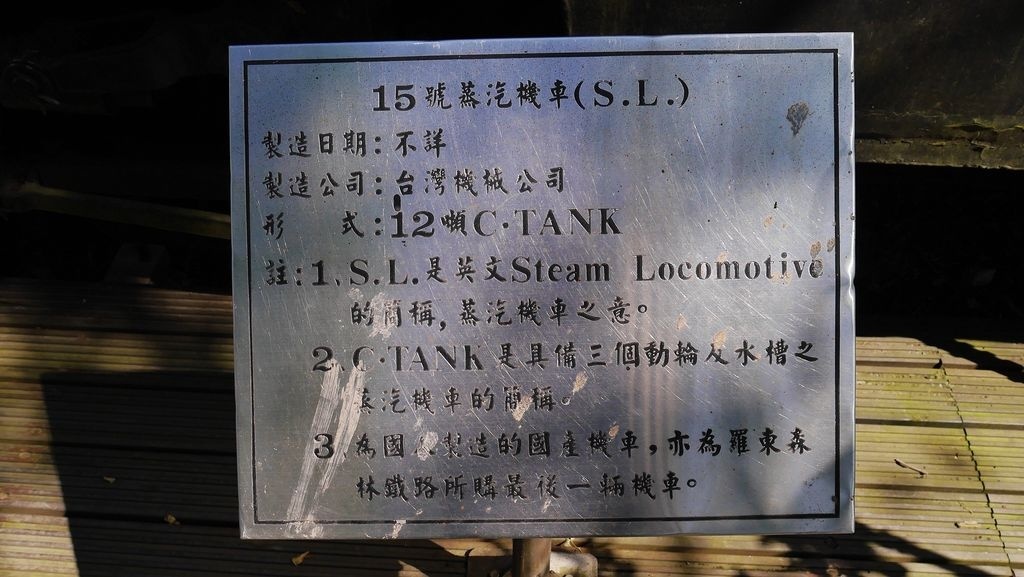 15號蒸汽機車(S.L.)
製造日期:不詳
製造公司:台灣機械公司
形 式:12噸C·TANK
註:1、S.L.是英文Steam Locomotive
的簡稱,蒸汽機車之意。
2、C·TANK是具備三個動輪及水槽之
蒸汽機車的簡稱。
3、為國人製造的國產機車,亦為羅東森
林鐵路所購最後一輛機車。